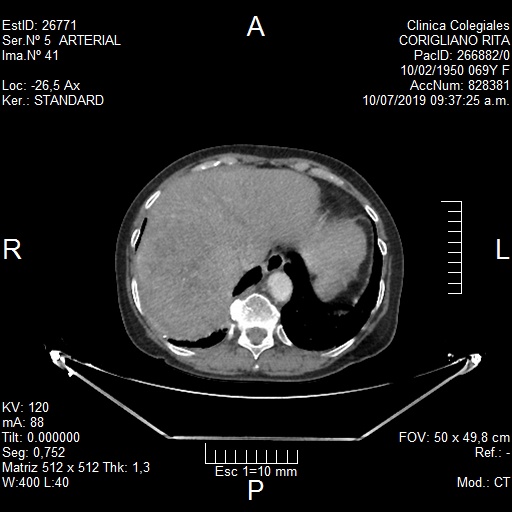 EstID: 26771
Ser.Nº 5 ARTERIAL
Ima.Nº 41
Loc: -26,5 Ax
Ker.: STANDARD
A
Clinica Colegiales
CORIGLIANO RITA
PacID: 266882/0
10/02/1950 069Y F
AccNum: 828381
10/07/2019 09:37:25 a.m.
R
L
KV: 120
mA: 88
Tilt: 0.000000
Seg: 0,752
Matriz 512 x 512 Thk: 1,3
W:400 L:40
Esc 1=10 mm
P
FOV: 50 x 49,8 cm
Ref.: -
Mod.: CT